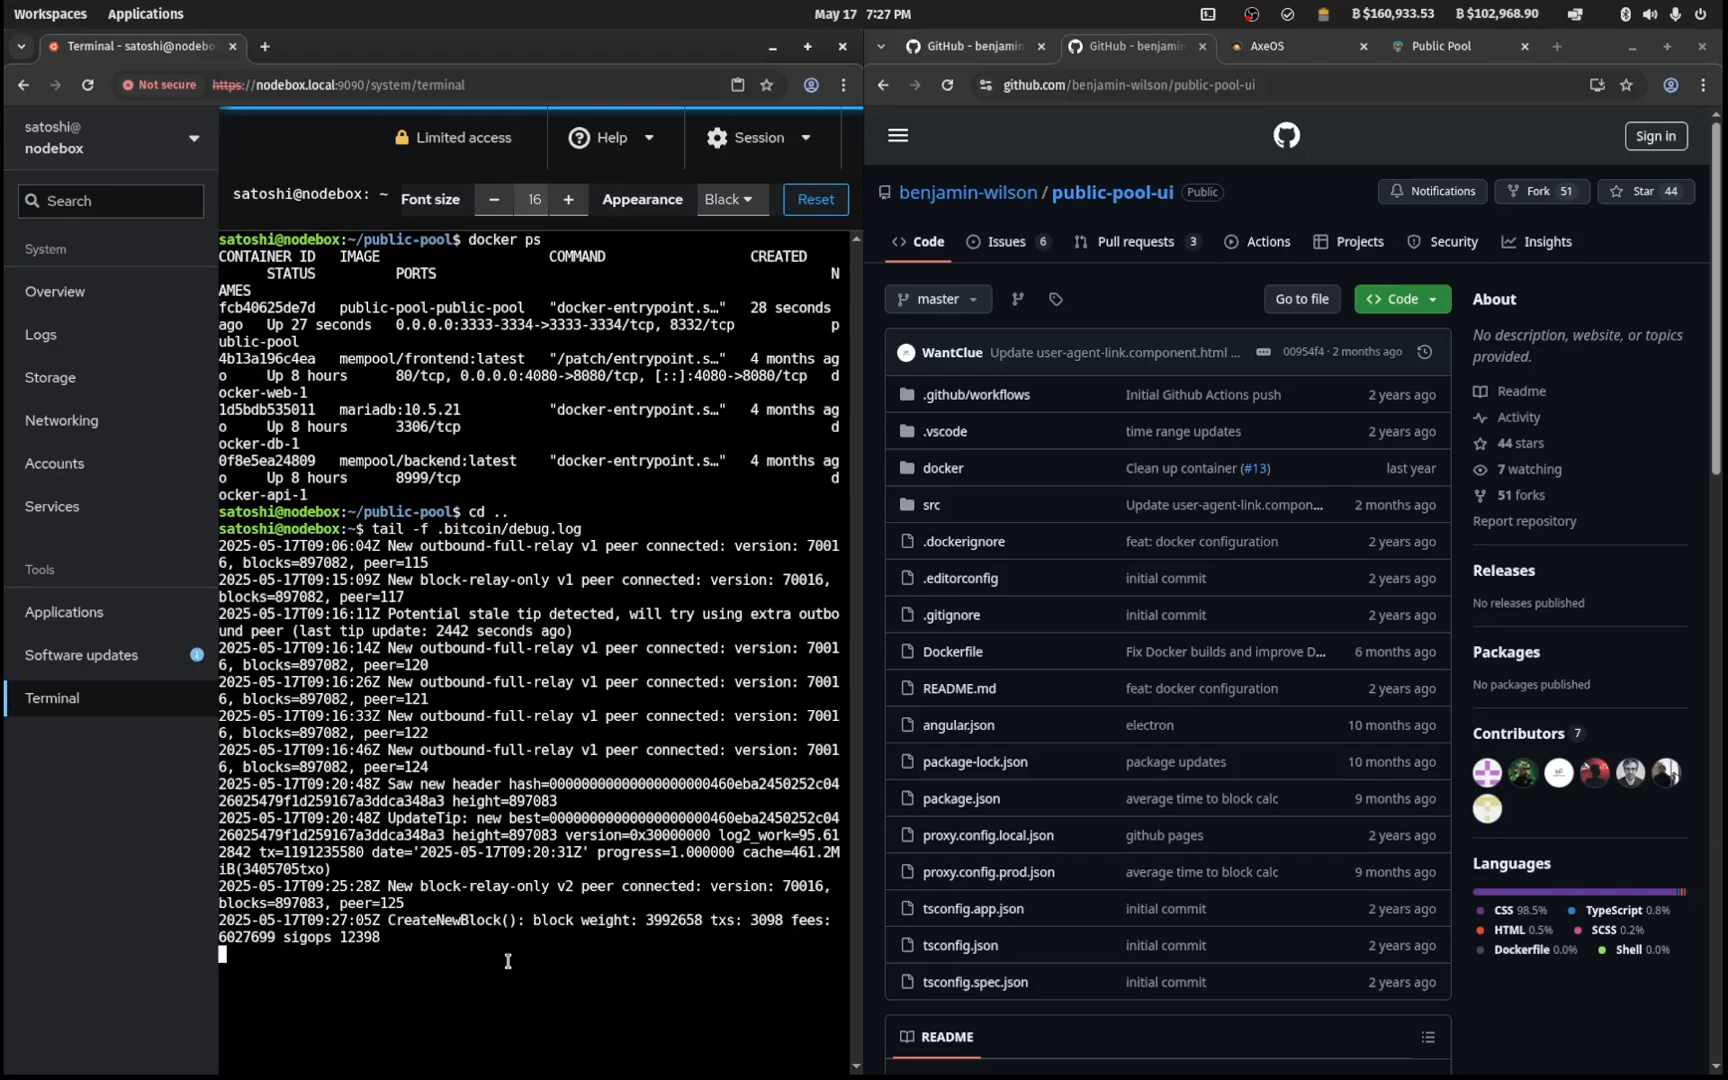 Workspaces Applications May 17 7:27 PM ₿ $160,933.53 ₿ $102,968.90
Terminal - satoshi@nodebo
Not secure https://nodebox.local:9090/system/terminal
satoshi@
nodebox
Limited access Help Session
Search
satoshi@nodebox: ~ Font size 16 Appearance Black Reset
System
Overview
Logs
Storage
Networking
Accounts
Services
Tools
Applications
Software updates
Terminal
satoshi@nodebox:~/public-pool$ docker ps
CONTAINER ID IMAGE COMMAND CREATED
STATUS PORTS N
AMES
fcb40625de7d public-pool-public-pool "docker-entrypoint.s…" 28 seconds
ago Up 27 seconds 0.0.0.0:3333-3334->3333-3334/tcp, 8332/tcp p
ublic-pool
4b13a196c4ea mempool/frontend:latest "/patch/entrypoint.s…" 4 months ag
o Up 8 hours 80/tcp, 0.0.0.0:4080->8080/tcp, [::]:4080->8080/tcp d
ocker-web-1
1d5bdb535011 mariadb:10.5.21 "docker-entrypoint.s…" 4 months ag
o Up 8 hours 3306/tcp d
ocker-db-1
0f8e5ea24809 mempool/backend:latest "docker-entrypoint.s…" 4 months ag
o Up 8 hours 8999/tcp d
ocker-api-1
satoshi@nodebox:~/public-pool$ cd ..
satoshi@nodebox:~$ tail -f .bitcoin/debug.log
2025-05-17T09:06:04Z New outbound-full-relay v1 peer connected: version: 7001
6, blocks=897082, peer=115
2025-05-17T09:15:09Z New block-relay-only v1 peer connected: version: 70016,
blocks=897082, peer=117
2025-05-17T09:16:11Z Potential stale tip detected, will try using extra outbo
und peer (last tip update: 2442 seconds ago)
2025-05-17T09:16:14Z New outbound-full-relay v1 peer connected: version: 7001
6, blocks=897082, peer=120
2025-05-17T09:16:26Z New outbound-full-relay v1 peer connected: version: 7001
6, blocks=897082, peer=121
2025-05-17T09:16:33Z New outbound-full-relay v1 peer connected: version: 7001
6, blocks=897082, peer=122
2025-05-17T09:16:46Z New outbound-full-relay v1 peer connected: version: 7001
6, blocks=897082, peer=124
2025-05-17T09:20:48Z Saw new header hash=00000000000000000000460eba2450252c04
26025479f1d259167a3ddca348a3 height=897083
2025-05-17T09:20:48Z UpdateTip: new best=00000000000000000000460eba2450252c04
26025479f1d259167a3ddca348a3 height=897083 version=0x30000000 log2_work=95.61
2842 tx=1191235580 date='2025-05-17T09:20:31Z' progress=1.000000 cache=461.2M
iB(3405705txo)
2025-05-17T09:25:28Z New block-relay-only v2 peer connected: version: 70016,
blocks=897083, peer=125
2025-05-17T09:27:05Z CreateNewBlock(): block weight: 3992658 txs: 3098 fees:
6027699 sigops 12398
GitHub - benjamin GitHub - benjamin AxeOS Public Pool
github.com/benjamin-wilson/public-pool-ui
Sign in
benjamin-wilson / public-pool-ui Public Notifications Fork 51 Star 44
Code Issues 6 Pull requests 3 Actions Projects Security Insights
master Go to file Code
WantClue Update user-agent-link.component.html ... 00954f4 · 2 months ago
.github/workflows Initial Github Actions push 2 years ago
.vscode time range updates 2 years ago
docker Clean up container (#13) last year
src Update user-agent-link.compon... 2 months ago
.dockerignore feat: docker configuration 2 years ago
.editorconfig initial commit 2 years ago
.gitignore initial commit 2 years ago
Dockerfile Fix Docker builds and improve D... 6 months ago
README.md feat: docker configuration 2 years ago
angular.json electron 10 months ago
package-lock.json package updates 10 months ago
package.json average time to block calc 9 months ago
proxy.config.local.json github pages 2 years ago
proxy.config.prod.json average time to block calc 9 months ago
tsconfig.app.json initial commit 2 years ago
tsconfig.json initial commit 2 years ago
tsconfig.spec.json initial commit 2 years ago
README
About
No description, website, or topics
provided.
Readme
Activity
44 stars
7 watching
51 forks
Report repository
Releases
No releases published
Packages
No packages published
Contributors 7
Languages
CSS 98.5% TypeScript 0.8%
HTML 0.5% SCSS 0.2%
Dockerfile 0.0% Shell 0.0%